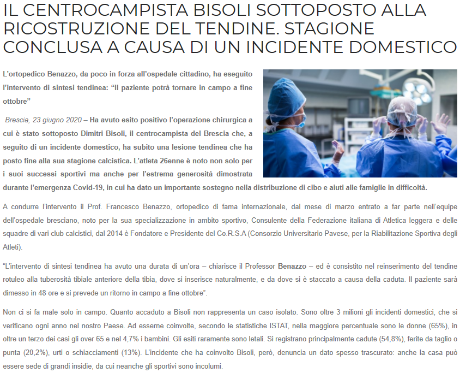 IL CENTROCAMPISTA BISOLI SOTTOPOSTO ALLA
RICOSTRUZIONE DEL TENDINE. STAGIONE
CONCLUSA A CAUSA DI UN INCIDENTE DOMESTICO
L'ortopedico Benazzo, da poco in forza all'ospedale cittadino, ha eseguito
l'intervento di sintesi tendinea: "Il paziente potrà tornare in campo a fine
ottobre"
Brescia, 23 giugno 2020 – Ha avuto esito positivo l'operazione chirurgica a
cui è stato sottoposto Dimitri Bisoli, il centrocampista del Brescia che, a
seguito di un incidente domestico, ha subito una lesione tendinea che ha
posto fine alla sua stagione calcistica. L'atleta 26enne è noto non solo per
i suoi successi sportivi ma anche per l'estrema generosità dimostrata
durante l'emergenza Covid-19, in cui ha dato un importante sostegno nella distribuzione di cibo e aiuti alle famiglie in difficoltà.
A condurre l'intervento il Prof. Francesco Benazzo, ortopedico di fama internazionale, dal mese di marzo entrato a far parte nell'equipe
dell'ospedale bresciano, noto per la sua specializzazione in ambito sportivo, Consulente della Federazione italiana di Atletica leggera e delle
squadre di vari club calcistici, dal 2014 è Fondatore e Presidente del Ce.R.S.A (Consorzio Universitario Pavese, per la Riabilitazione Sportiva degli
Atleti).
"L'intervento di sintesi tendinea ha avuto una durata di un'ora – chiarisce il Professor Benazzo – ed è consistito nel reinserimento del tendine
rotuleo alla tuberosità tibiale anteriore della tibia, dove si inserisce naturalmente, e da dove si è staccato a causa della caduta. Il paziente sarà
dimesso in 48 ore e si prevede un ritorno in campo a fine ottobre".
Non ci si fa male solo in campo. Quanto accaduto a Bisoli non rappresenta un caso isolato. Sono oltre 3 milioni gli incidenti domestici, che si
verificano ogni anno nel nostro Paese. Ad esserne coinvolte, secondo le statistiche ISTAT, nella maggiore percentuale sono le donne (65%), in
oltre un terzo dei casi gli over 65 e nel 4,7% i bambini. Gli esiti raramente sono letali. Si registrano principalmente cadute (54,8%), ferite da taglio o
punta (20,2%), urti o schiacciamenti (13%). L'incidente che ha coinvolto Bisoli, però, denuncia un dato spesso trascurato: anche la casa può
essere sede di grandi insidie, da cui neanche gli sportivi sono incolumi.